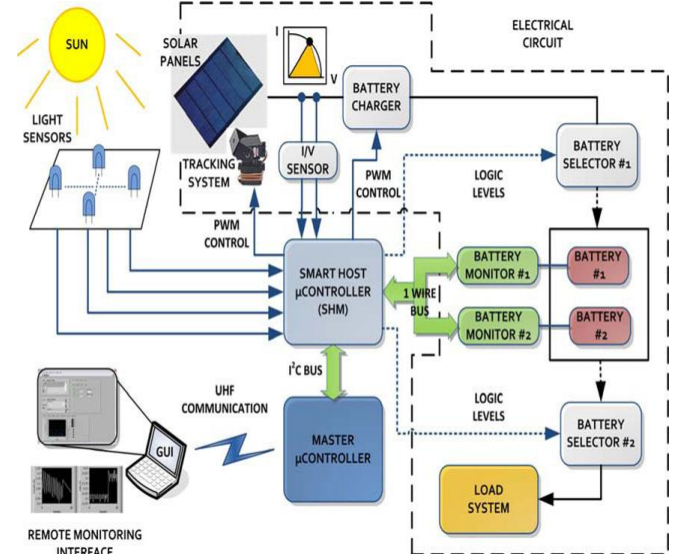 ELECTRICAL
CIRCUIT
SUN
SOLAR
PANELS
I
V
BATTERY
CHARGER
LIGHT
SENSORS
I/V
SENSOR
TRACKING
SYSTEM
PWM
CONTROL
LOGIC
LEVELS
BATTERY
SELECTOR #1
PWM
CONTROL
SMART HOST
µCONTROLLER
(SHM)
1 WIRE
BUS
BATTERY
MONITOR #1
BATTERY
#1
BATTERY
MONITOR #2
BATTERY
#2
I²C BUS
UHF
COMMUNICATION
LOGIC
LEVELS
BATTERY
SELECTOR #2
MASTER
µCONTROLLER
GUI
LOAD
SYSTEM
REMOTE MONITORING
INTERFACE